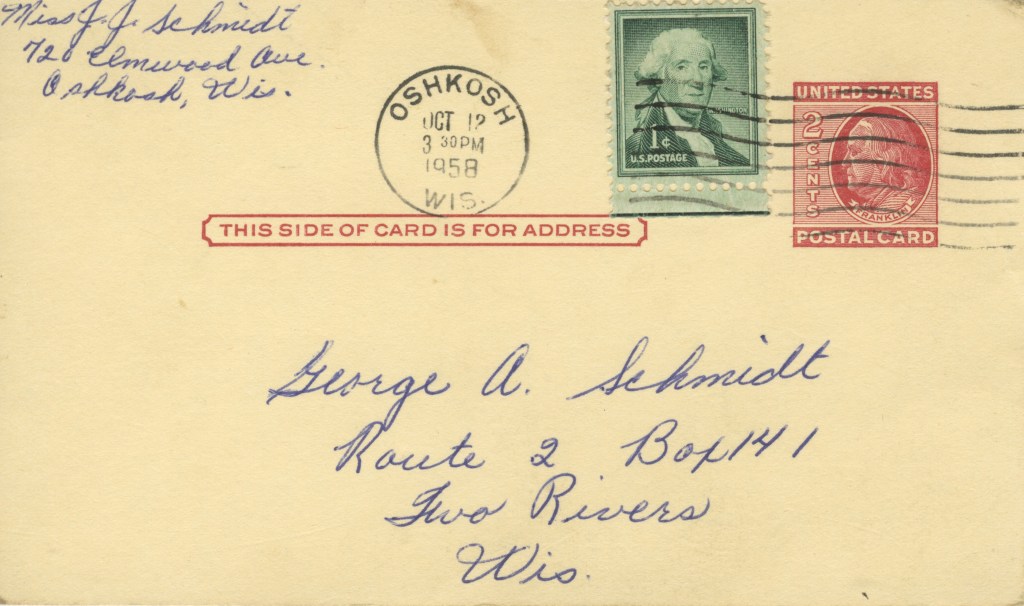 Miss J. J. Schmidt
720 Elmwood Ave.
Oshkosh, Wis.
OSHKOSH
OCT 12
3 30 PM
1958
WIS.
WASHINGTON
1¢
U.S. POSTAGE
UNITED STATES
2 CENTS
FRANKLIN
POSTAL CARD
THIS SIDE OF CARD IS FOR ADDRESS
George A. Schmidt
Route 2 Box 141
Two Rivers
Wis.